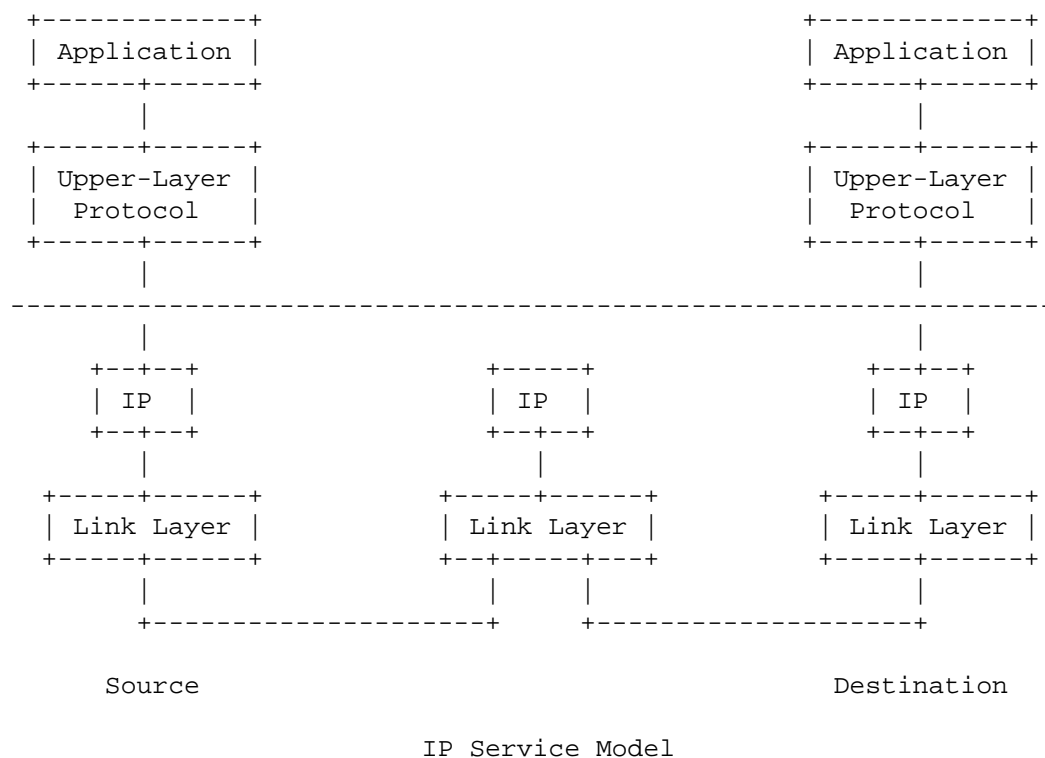 Application Application
Upper-Layer Upper-Layer
Protocol Protocol
IP IP IP
Link Layer Link Layer Link Layer
Source Destination
IP Service Model